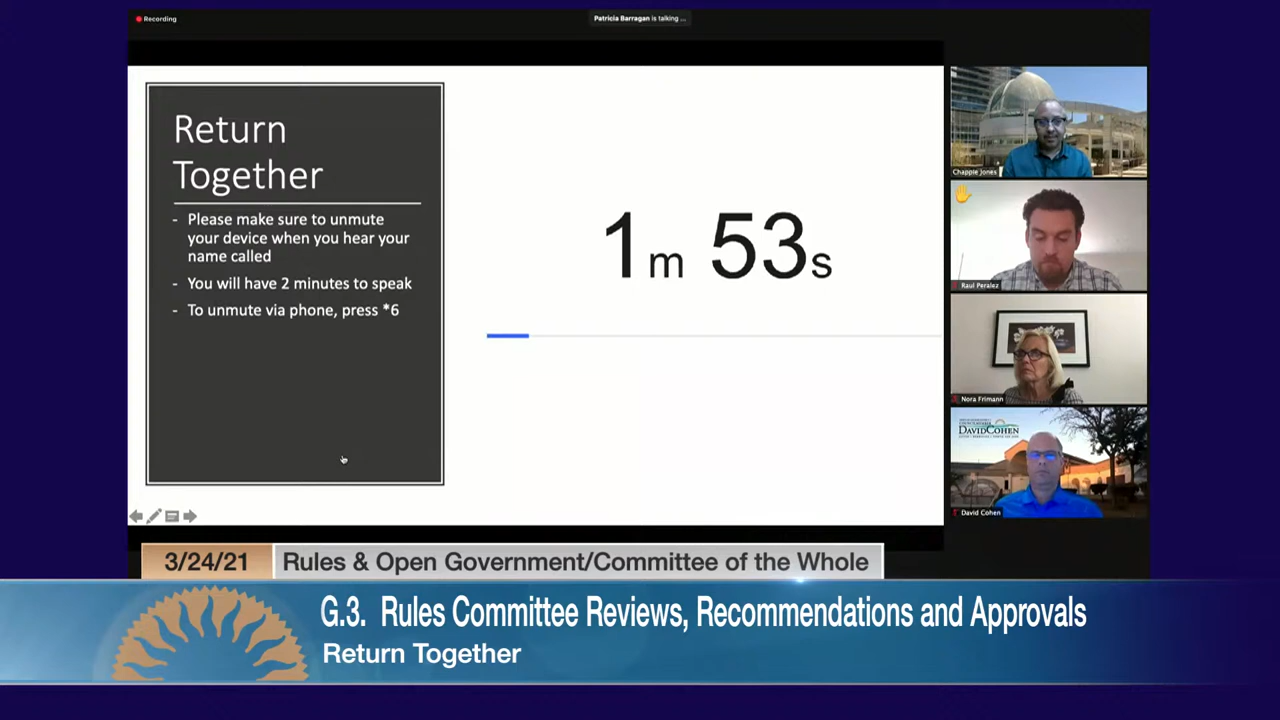 Recording
Patricia Barragan is talking ...
Return
Together
- Please make sure to unmute
your device when you hear your
name called
- You will have 2 minutes to speak
- To unmute via phone, press *6
1m 53s
Chappie Jones
Raul Peralez
Nora Frimann
DAVIDCOHEN
David Cohen
3/24/21
Rules & Open Government/Committee of the Whole
G.3. Rules Committee Reviews, Recommendations and Approvals
Return Together